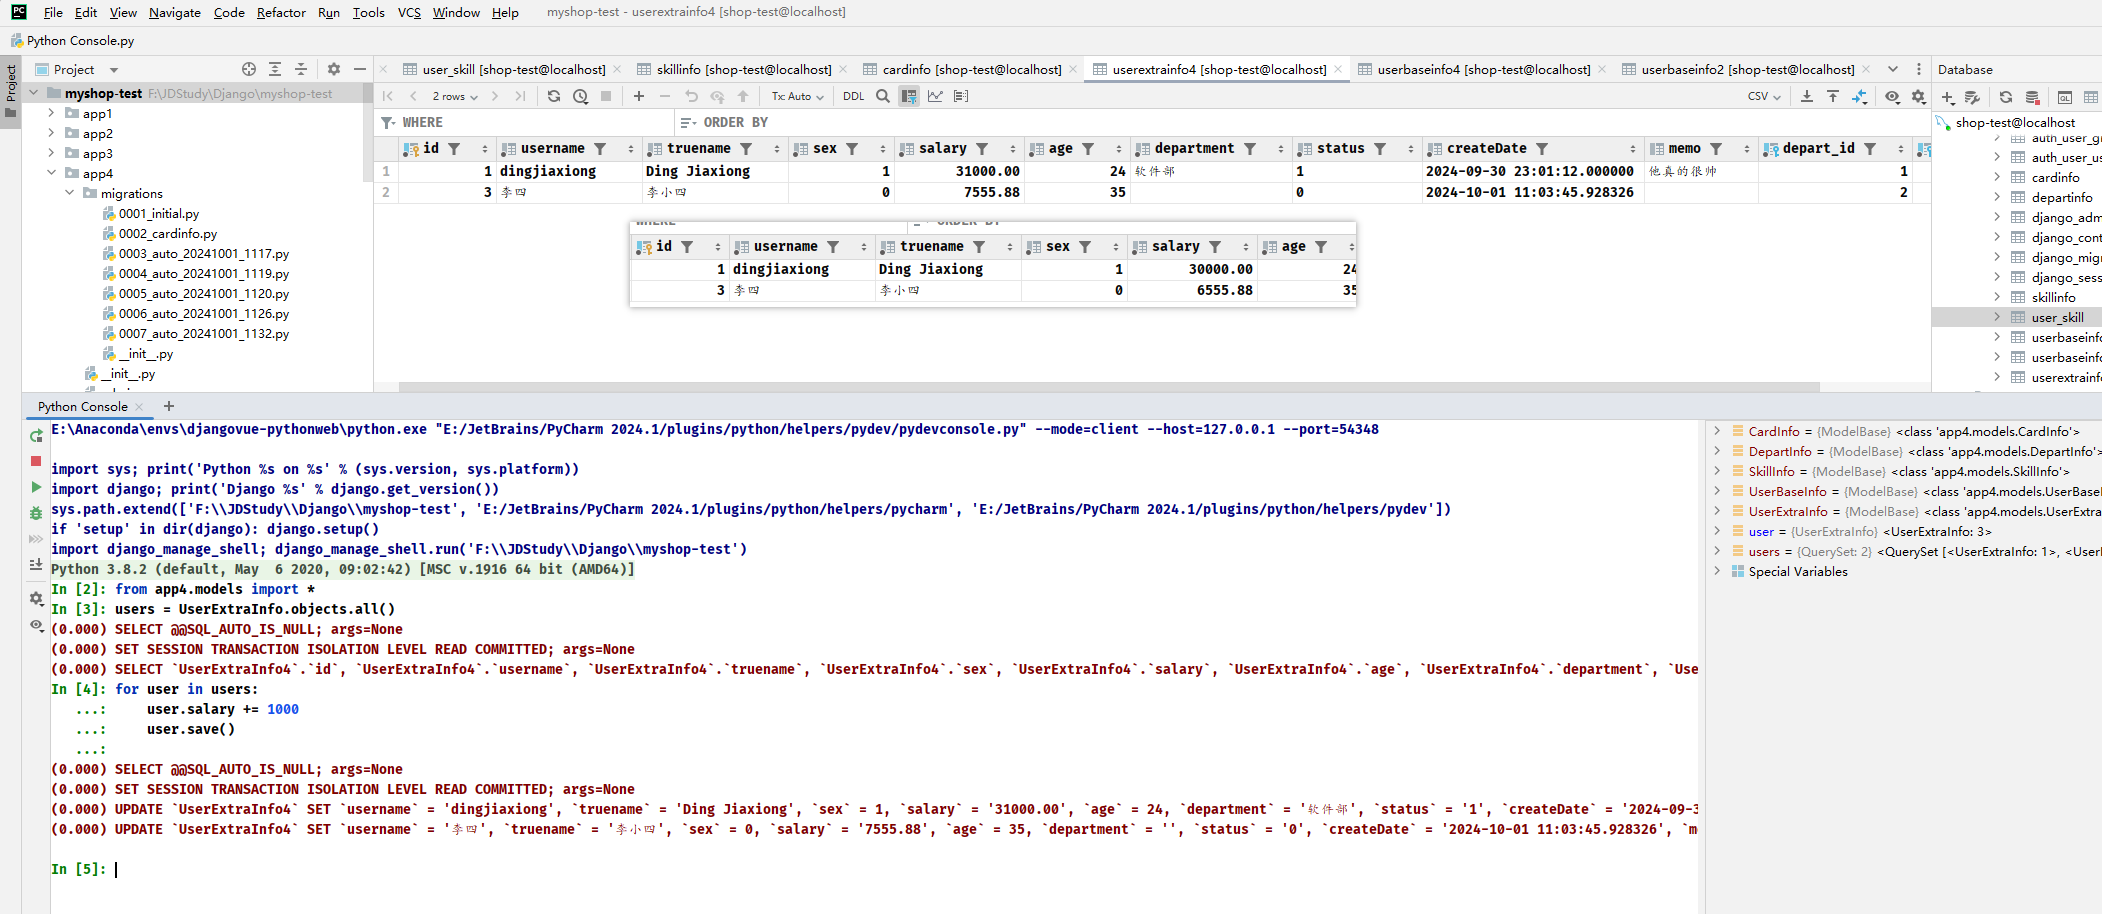 File Edit View Navigate Code Refactor Run Tools VCS Window Help myshop-test - userextrainfo4 [shop-test@localhost]
Python Console.py
Project
Project
user_skill [shop-test@localhost] skillinfo [shop-test@localhost] cardinfo [shop-test@localhost] userextrainfo4 [shop-test@localhost] userbaseinfo4 [shop-test@localhost] userbaseinfo2 [shop-test@localhost]
Database
myshop-test F:\JDStudy\Django\myshop-test
app1
app2
app3
app4
migrations
0001_initial.py
0002_cardinfo.py
0003_auto_20241001_1117.py
0004_auto_20241001_1119.py
0005_auto_20241001_1120.py
0006_auto_20241001_1126.py
0007_auto_20241001_1132.py
__init__.py
__init__.py
2 rows Tx: Auto DDL CSV
WHERE ORDER BY
id username truename sex salary age department status createDate memo depart_id
1 1 dingjiaxiong Ding Jiaxiong 1 31000.00 24 软件部 1 2024-09-30 23:01:12.000000 他真的很帅 1
2 3 李四 李小四 0 7555.88 35 0 2024-10-01 11:03:45.928326 2
WHERE ORDER BY
id username truename sex salary age
1 dingjiaxiong Ding Jiaxiong 1 30000.00 24
3 李四 李小四 0 6555.88 35
shop-test@localhost
auth_user_g
auth_user_us
cardinfo
departinfo
django_adm
django_cont
django_mig
django_sess
skillinfo
user_skill
userbaseinfo
userbaseinfo
userextrainfo
Python Console
E:\Anaconda\envs\djangovue-pythonweb\python.exe "E:/JetBrains/PyCharm 2024.1/plugins/python/helpers/pydev/pydevconsole.py" --mode=client --host=127.0.0.1 --port=54348
import sys; print('Python %s on %s' % (sys.version, sys.platform))
import django; print('Django %s' % django.get_version())
sys.path.extend(['F:\\JDStudy\\Django\\myshop-test', 'E:/JetBrains/PyCharm 2024.1/plugins/python/helpers/pycharm', 'E:/JetBrains/PyCharm 2024.1/plugins/python/helpers/pydev'])
if 'setup' in dir(django): django.setup()
import django_manage_shell; django_manage_shell.run('F:\\JDStudy\\Django\\myshop-test')
Python 3.8.2 (default, May  6 2020, 09:02:42) [MSC v.1916 64 bit (AMD64)]
In [2]: from app4.models import *
In [3]: users = UserExtraInfo.objects.all()
(0.000) SELECT @@SQL_AUTO_IS_NULL; args=None
(0.000) SET SESSION TRANSACTION ISOLATION LEVEL READ COMMITTED; args=None
(0.000) SELECT `UserExtraInfo4`.`id`, `UserExtraInfo4`.`username`, `UserExtraInfo4`.`truename`, `UserExtraInfo4`.`sex`, `UserExtraInfo4`.`salary`, `UserExtraInfo4`.`age`, `UserExtraInfo4`.`department`, `Use
In [4]: for user in users:
...:     user.salary += 1000
...:     user.save()
...:
(0.000) SELECT @@SQL_AUTO_IS_NULL; args=None
(0.000) SET SESSION TRANSACTION ISOLATION LEVEL READ COMMITTED; args=None
(0.000) UPDATE `UserExtraInfo4` SET `username` = 'dingjiaxiong', `truename` = 'Ding Jiaxiong', `sex` = 1, `salary` = '31000.00', `age` = 24, `department` = '软件部', `status` = '1', `createDate` = '2024-09-3
(0.000) UPDATE `UserExtraInfo4` SET `username` = '李四', `truename` = '李小四', `sex` = 0, `salary` = '7555.88', `age` = 35, `department` = '', `status` = '0', `createDate` = '2024-10-01 11:03:45.928326', `m
In [5]:
CardInfo = {ModelBase} <class 'app4.models.CardInfo'>
DepartInfo = {ModelBase} <class 'app4.models.DepartInfo'>
SkillInfo = {ModelBase} <class 'app4.models.SkillInfo'>
UserBaseInfo = {ModelBase} <class 'app4.models.UserBaseI
UserExtraInfo = {ModelBase} <class 'app4.models.UserExtra
user = {UserExtraInfo} <UserExtraInfo: 3>
users = {QuerySet: 2} <QuerySet [<UserExtraInfo: 1>, <UserE
Special Variables